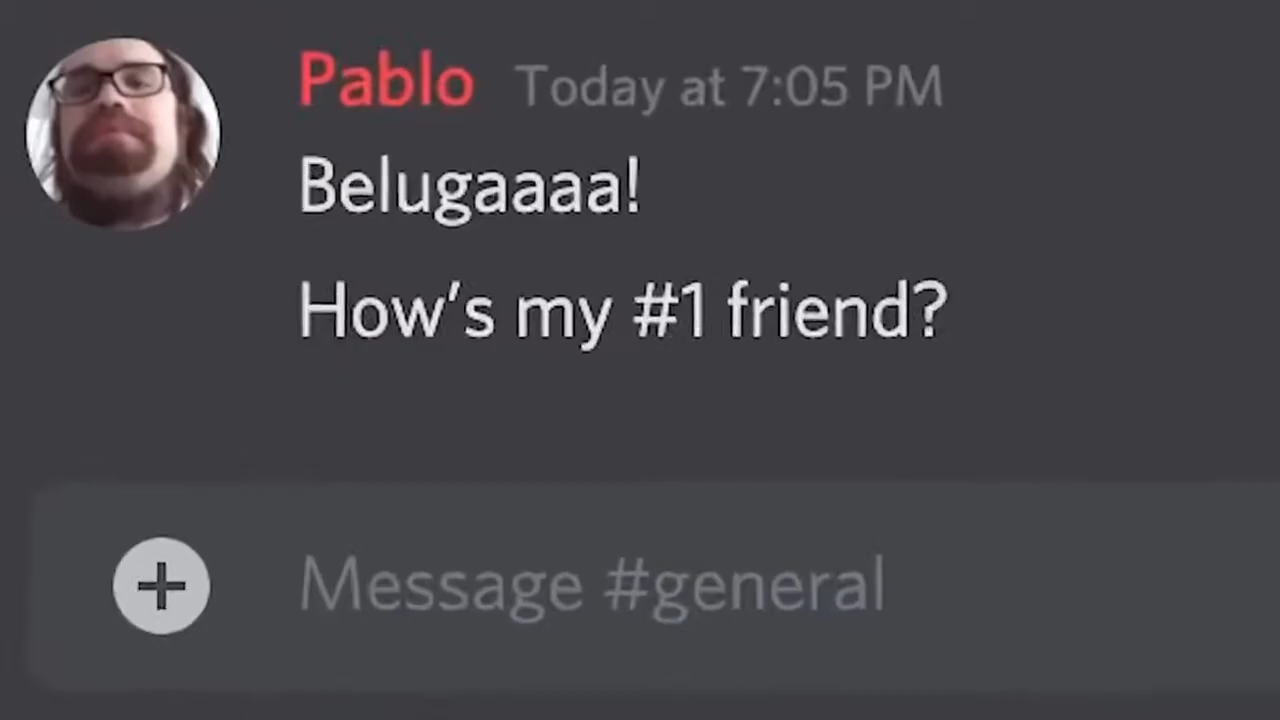 Pablo Today at 7:05 PM
Belugaaaa!
How's my #1 friend?
Message #general